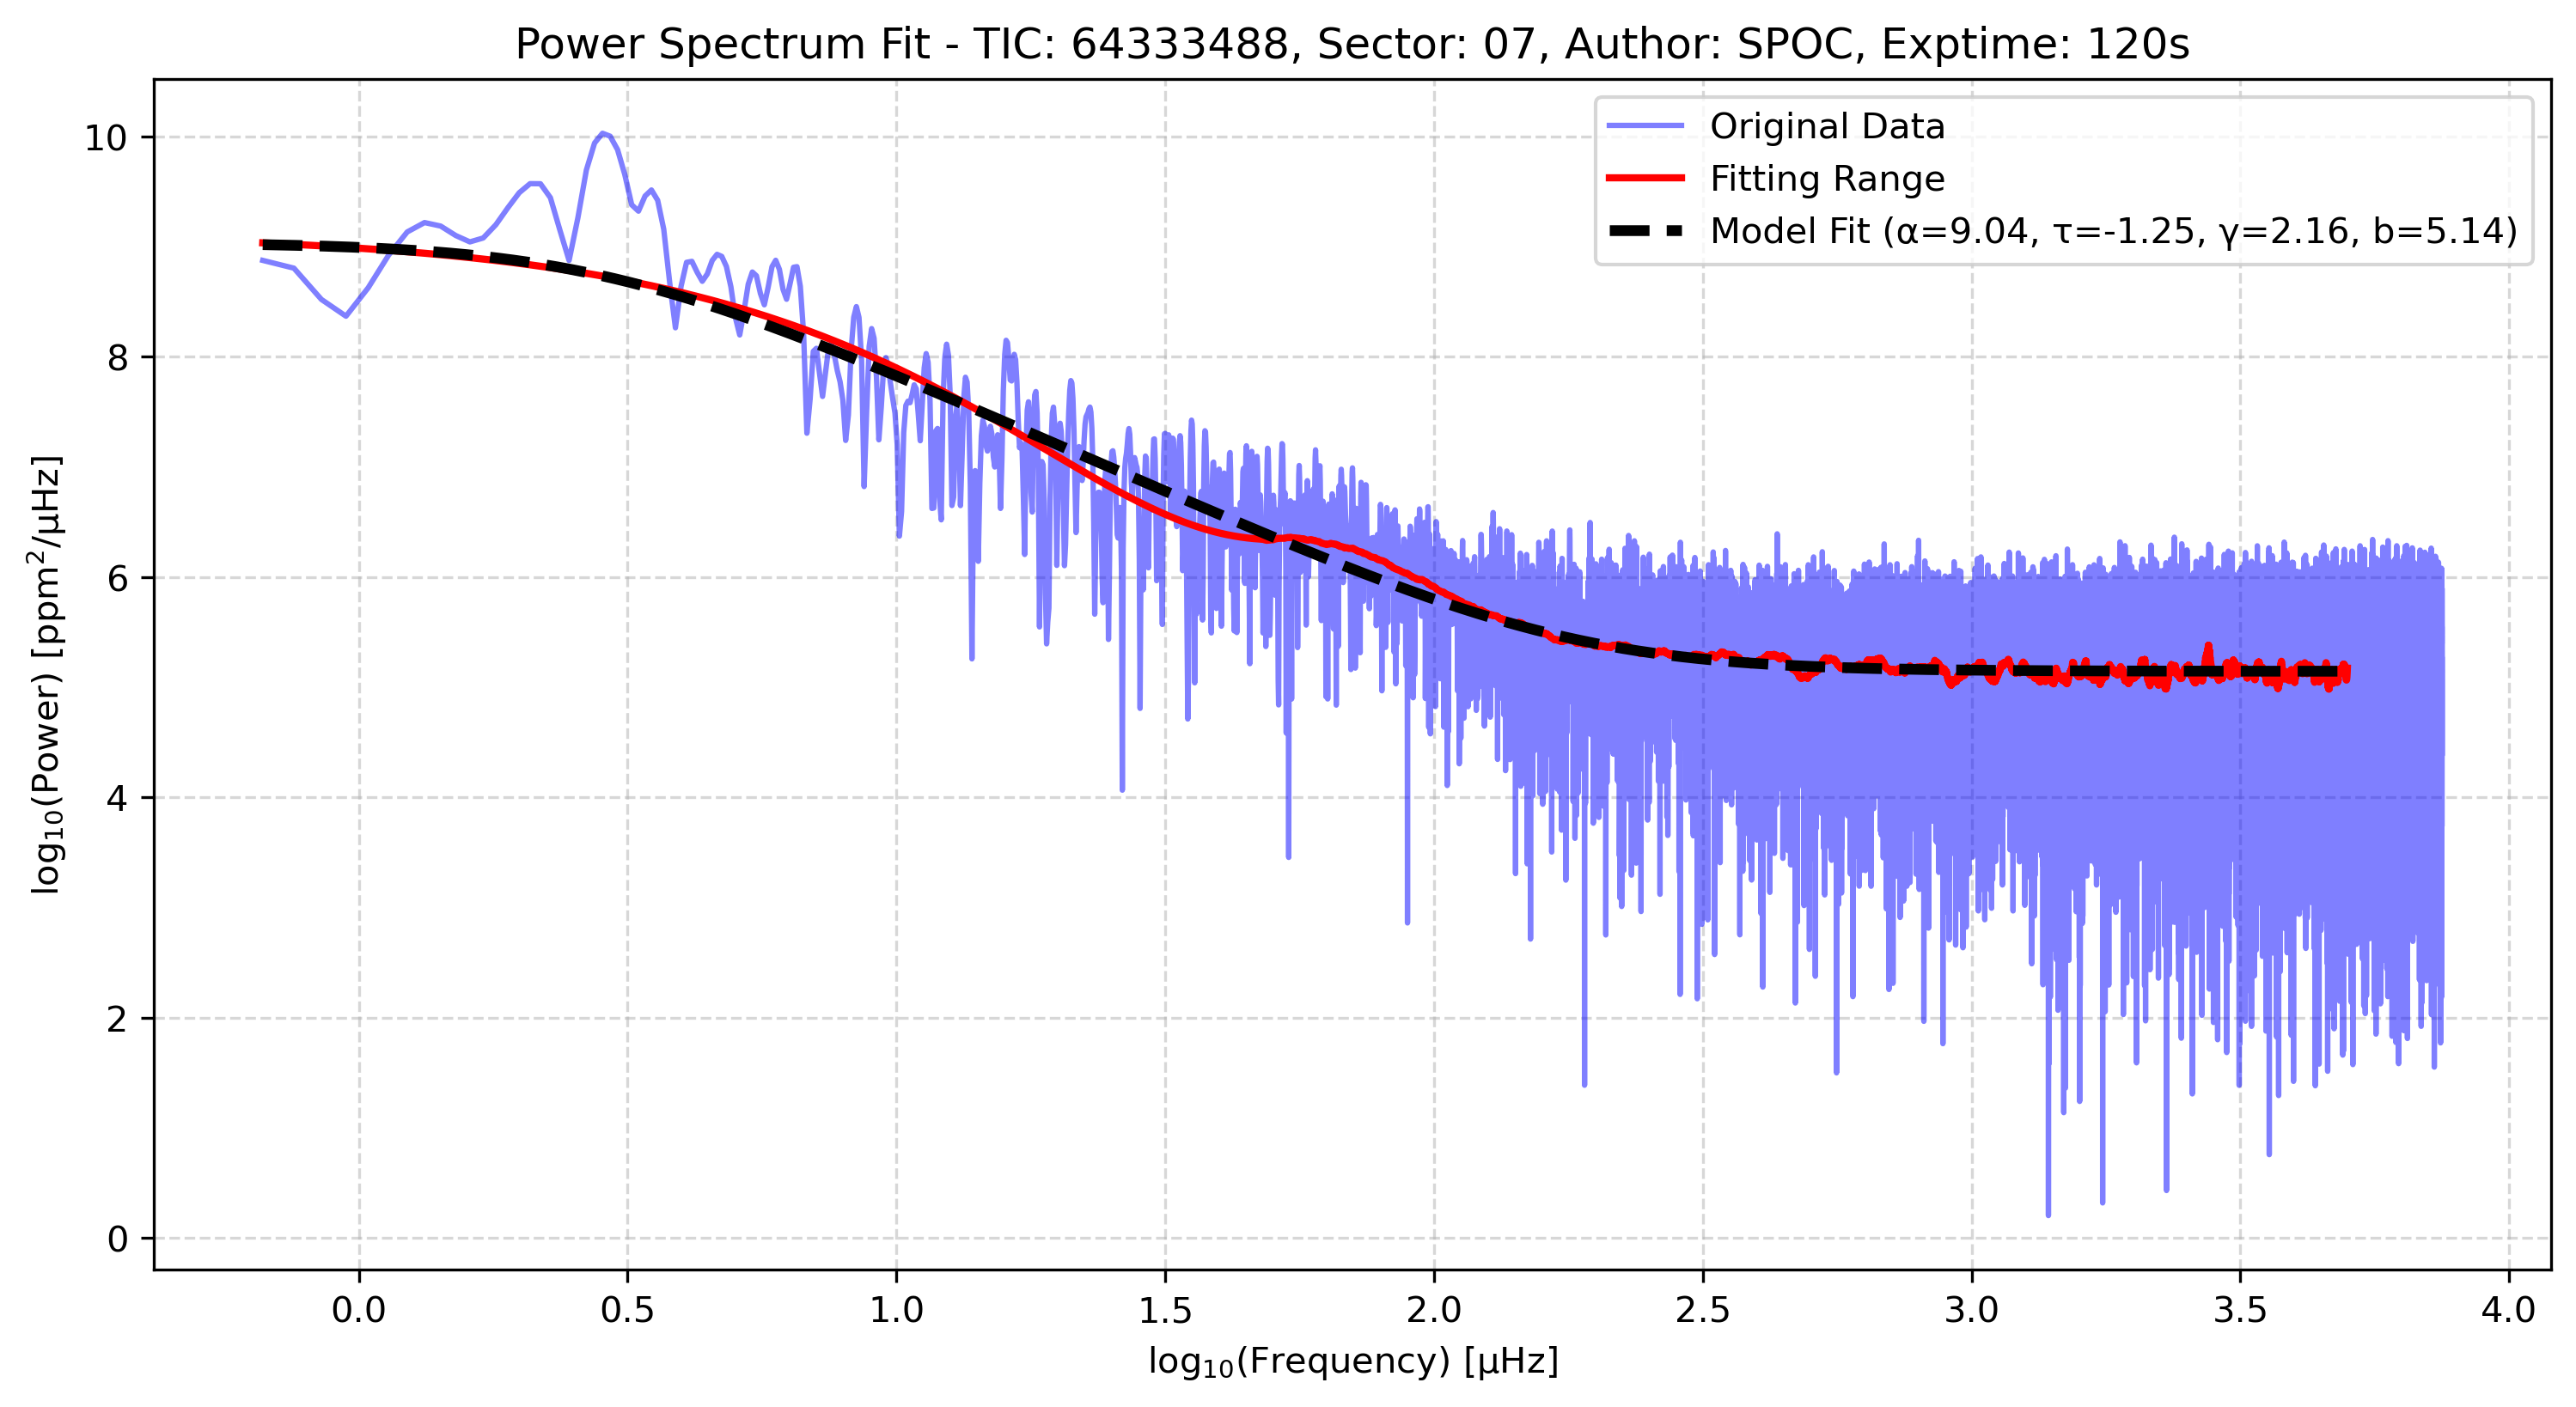 Power Spectrum Fit - TIC: 64333488, Sector: 07, Author: SPOC, Exptime: 120s
Original Data
Fitting Range
Model Fit (α=9.04, τ=-1.25, γ=2.16, b=5.14)
log₁₀(Power) [ppm²/µHz]
10
8
6
4
2
0
0.0 0.5 1.0 1.5 2.0 2.5 3.0 3.5 4.0
log₁₀(Frequency) [µHz]